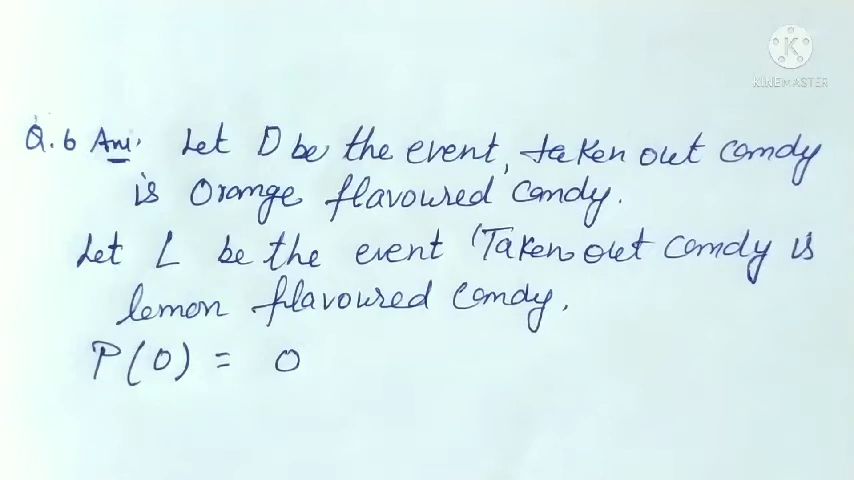 K
KINEMASTER
Q.6 Ans. Let O be the event, taken out candy
is Orange flavoured candy.
Let L be the event 'Taken out candy is
lemon flavoured candy.
P(O) = 0